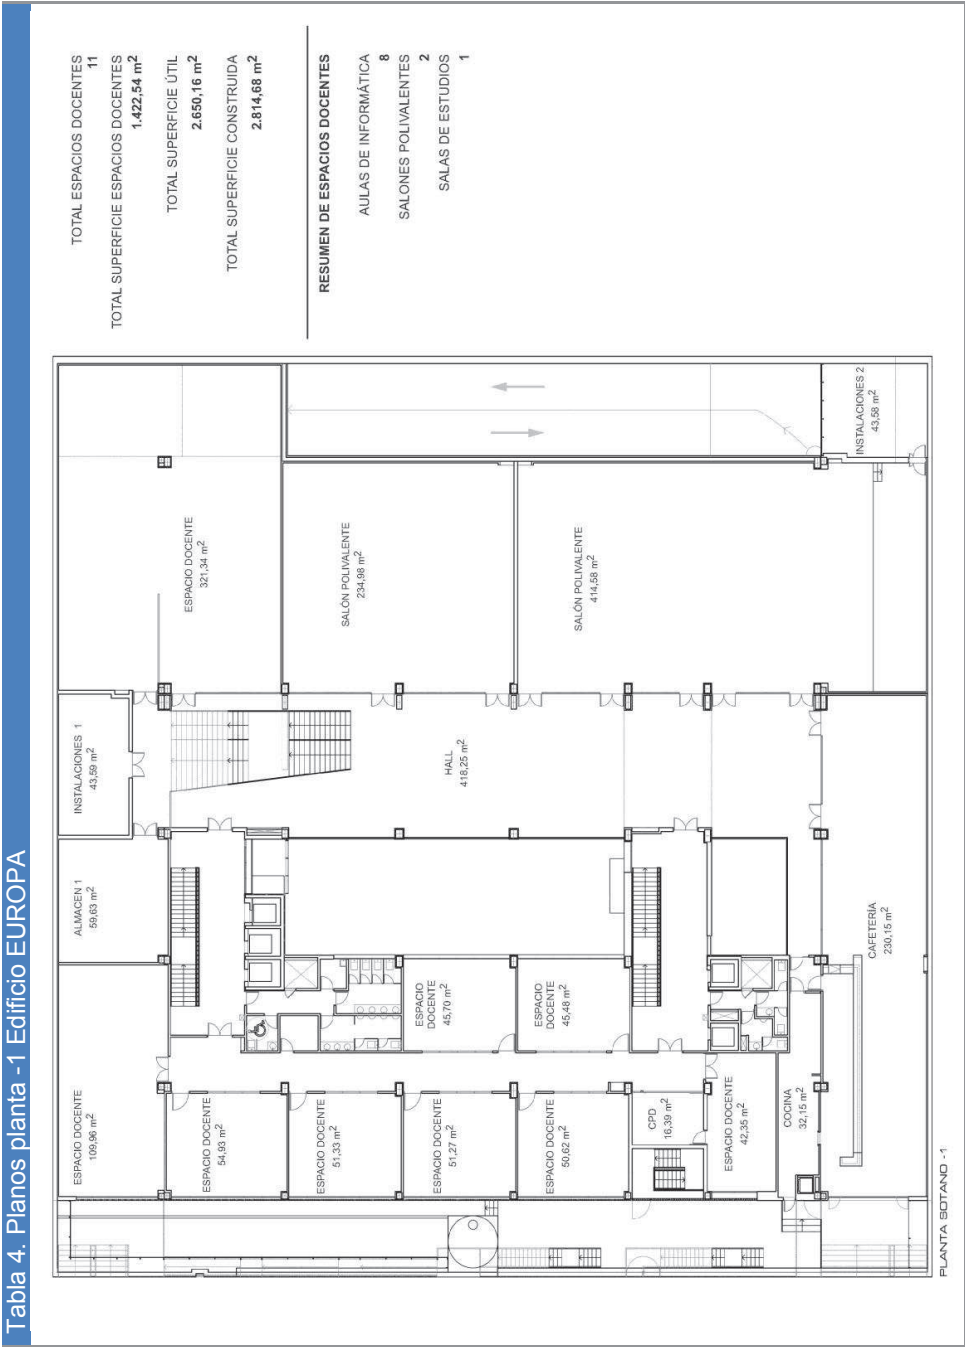 Tabla 4. Planos planta -1 Edificio EUROPA
TOTAL ESPACIOS DOCENTES
11
TOTAL SUPERFICIE ESPACIOS DOCENTES
1.422,54 m²
TOTAL SUPERFICIE ÚTIL
2.650,16 m²
TOTAL SUPERFICIE CONSTRUIDA
2.814,68 m²
RESUMEN DE ESPACIOS DOCENTES
AULAS DE INFORMÁTICA
8
SALONES POLIVALENTES
2
SALAS DE ESTUDIOS
1
ESPACIO DOCENTE
109,96 m²
ALMACEN 1
59,63 m²
INSTALACIONES 1
43,59 m²
ESPACIO DOCENTE
321,34 m²
ESPACIO DOCENTE
54,93 m²
ESPACIO DOCENTE
51,33 m²
SALÓN POLIVALENTE
234,98 m²
ESPACIO DOCENTE
51,27 m²
ESPACIO
DOCENTE
45,70 m²
HALL
418,25 m²
ESPACIO DOCENTE
50,62 m²
ESPACIO
DOCENTE
45,48 m²
SALÓN POLIVALENTE
414,58 m²
CPD
16,39 m²
ESPACIO DOCENTE
42,35 m²
COCINA
32,15 m²
CAFETERÍA
230,15 m²
INSTALACIONES 2
43,58 m²
PLANTA SOTANO -1